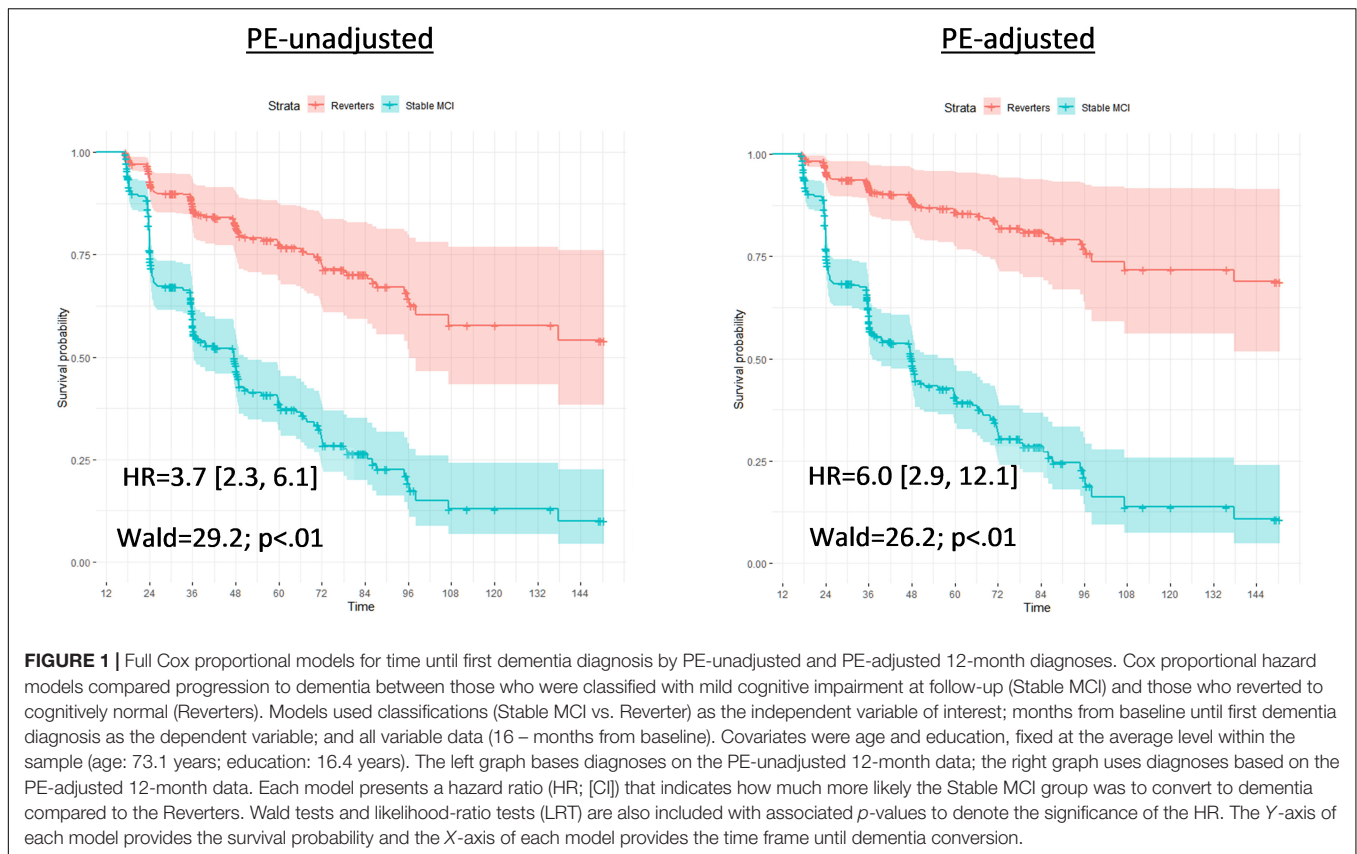 PE-unadjusted
PE-adjusted
Strata Reverters Stable MCI
Strata Reverters Stable MCI
Survival probability
1.00
0.75
0.50
0.25
0.00
HR=3.7 [2.3, 6.1]
Wald=29.2; p<.01
12 24 36 48 60 72 84 96 108 120 132 144
Time
Survival probability
1.00
0.75
0.50
0.25
0.00
HR=6.0 [2.9, 12.1]
Wald=26.2; p<.01
12 24 36 48 60 72 84 96 108 120 132 144
Time
FIGURE 1 | Full Cox proportional models for time until first dementia diagnosis by PE-unadjusted and PE-adjusted 12-month diagnoses. Cox proportional hazard
models compared progression to dementia between those who were classified with mild cognitive impairment at follow-up (Stable MCI) and those who reverted to
cognitively normal (Reverters). Models used classifications (Stable MCI vs. Reverter) as the independent variable of interest; months from baseline until first dementia
diagnosis as the dependent variable; and all variable data (16 – months from baseline). Covariates were age and education, fixed at the average level within the
sample (age: 73.1 years; education: 16.4 years). The left graph bases diagnoses on the PE-unadjusted 12-month data; the right graph uses diagnoses based on the
PE-adjusted 12-month data. Each model presents a hazard ratio (HR; [CI]) that indicates how much more likely the Stable MCI group was to convert to dementia
compared to the Reverters. Wald tests and likelihood-ratio tests (LRT) are also included with associated p-values to denote the significance of the HR. The Y-axis of
each model provides the survival probability and the X-axis of each model provides the time frame until dementia conversion.